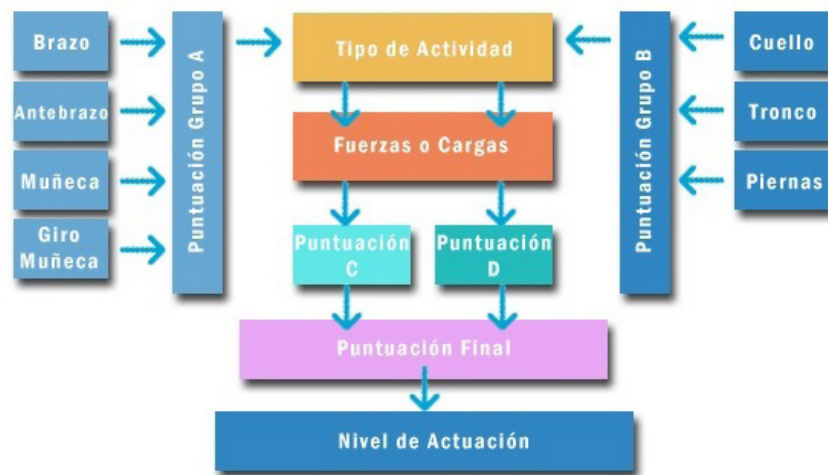 Brazo
Antebrazo
Muñeca
Giro
Muñeca
Puntuación Grupo A
Tipo de Actividad
Fuerzas o Cargas
Puntuación
C
Puntuación
D
Puntuación Final
Nivel de Actuación
Puntuación Grupo B
Cuello
Tronco
Piernas